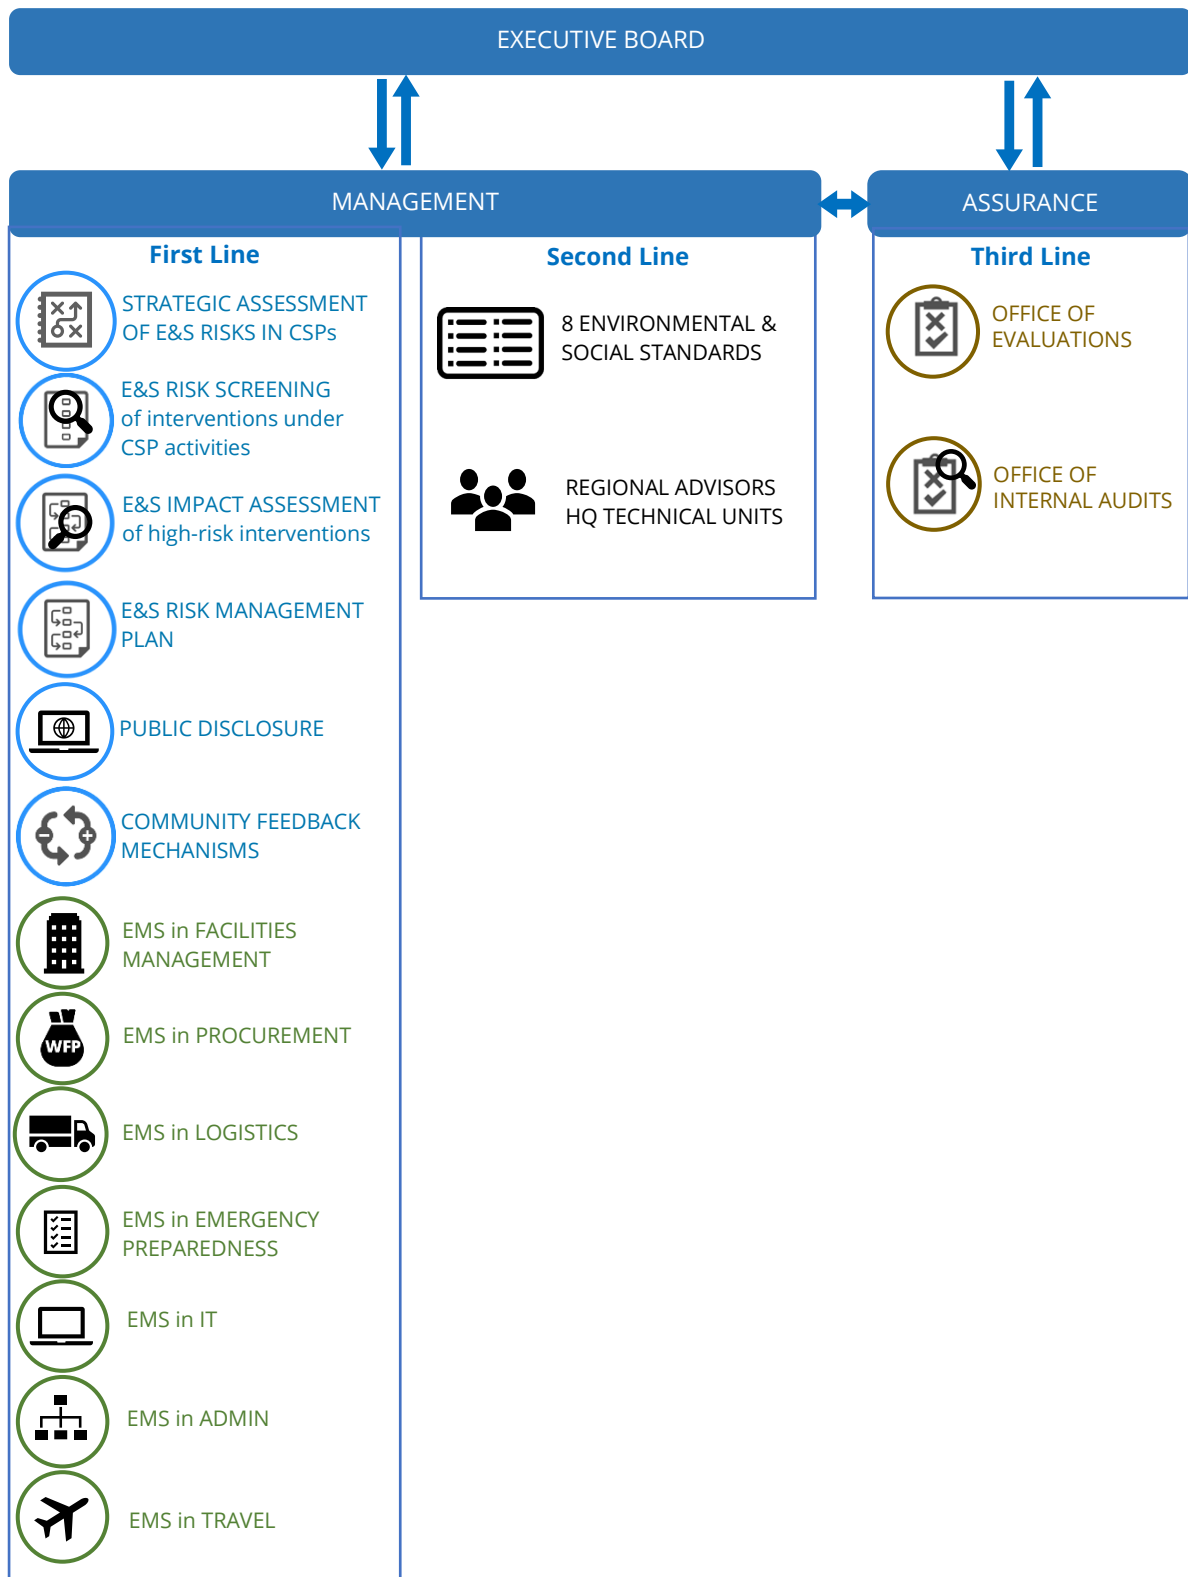 EXECUTIVE BOARD
MANAGEMENT
ASSURANCE
First Line
STRATEGIC ASSESSMENT
OF E&S RISKS IN CSPs
E&S RISK SCREENING
of interventions under
CSP activities
E&S IMPACT ASSESSMENT
of high-risk interventions
E&S RISK MANAGEMENT
PLAN
PUBLIC DISCLOSURE
COMMUNITY FEEDBACK
MECHANISMS
EMS in FACILITIES
MANAGEMENT
WFP
EMS in PROCUREMENT
EMS in LOGISTICS
EMS in EMERGENCY
PREPAREDNESS
EMS in IT
EMS in ADMIN
EMS in TRAVEL
Second Line
8 ENVIRONMENTAL &
SOCIAL STANDARDS
REGIONAL ADVISORS
HQ TECHNICAL UNITS
Third Line
OFFICE OF
EVALUATIONS
OFFICE OF
INTERNAL AUDITS